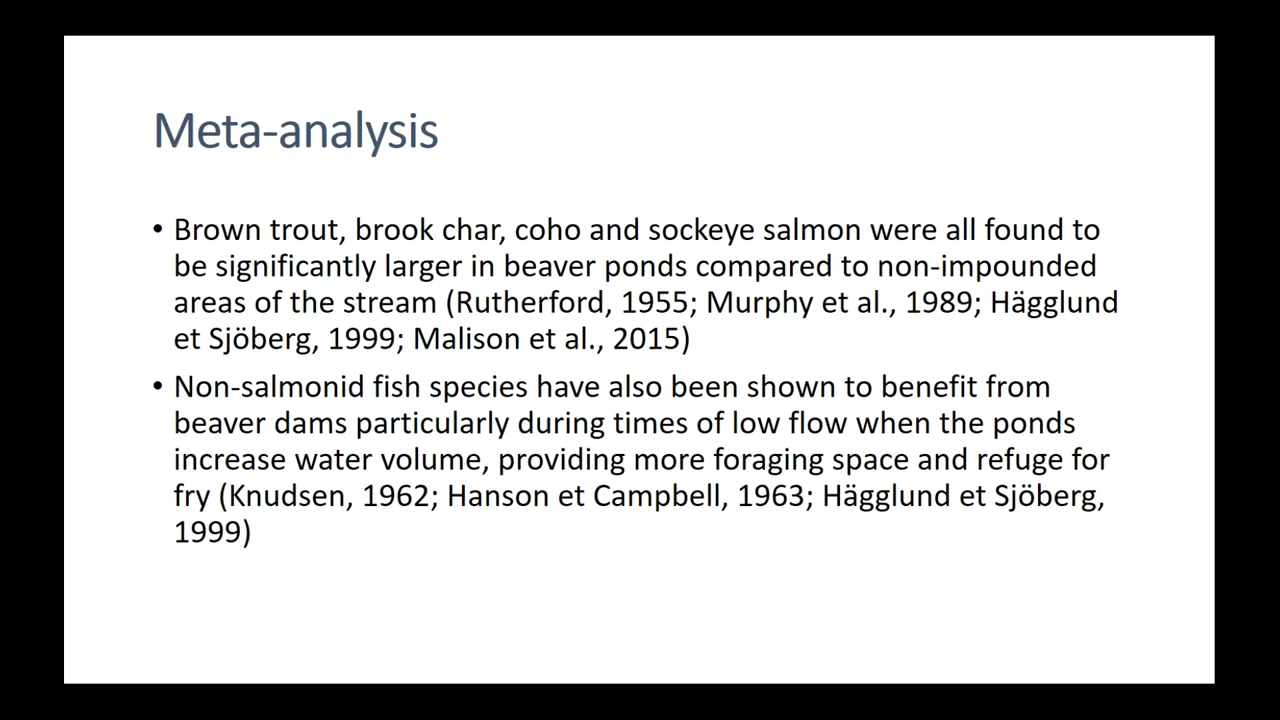 Meta-analysis
• Brown trout, brook char, coho and sockeye salmon were all found to
be significantly larger in beaver ponds compared to non-impounded
areas of the stream (Rutherford, 1955; Murphy et al., 1989; Hägglund
et Sjöberg, 1999; Malison et al., 2015)
• Non-salmonid fish species have also been shown to benefit from
beaver dams particularly during times of low flow when the ponds
increase water volume, providing more foraging space and refuge for
fry (Knudsen, 1962; Hanson et Campbell, 1963; Hägglund et Sjöberg,
1999)